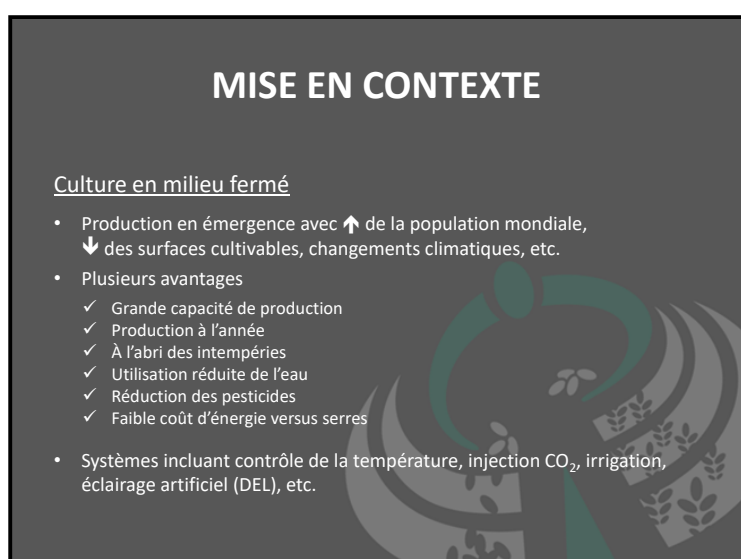 MISE EN CONTEXTE
Culture en milieu fermé
• Production en émergence avec 🡹 de la population mondiale,
🡻 des surfaces cultivables, changements climatiques, etc.
• Plusieurs avantages
✓ Grande capacité de production
✓ Production à l’année
✓ À l’abri des intempéries
✓ Utilisation réduite de l’eau
✓ Réduction des pesticides
✓ Faible coût d’énergie versus serres
• Systèmes incluant contrôle de la température, injection CO₂, irrigation,
éclairage artificiel (DEL), etc.